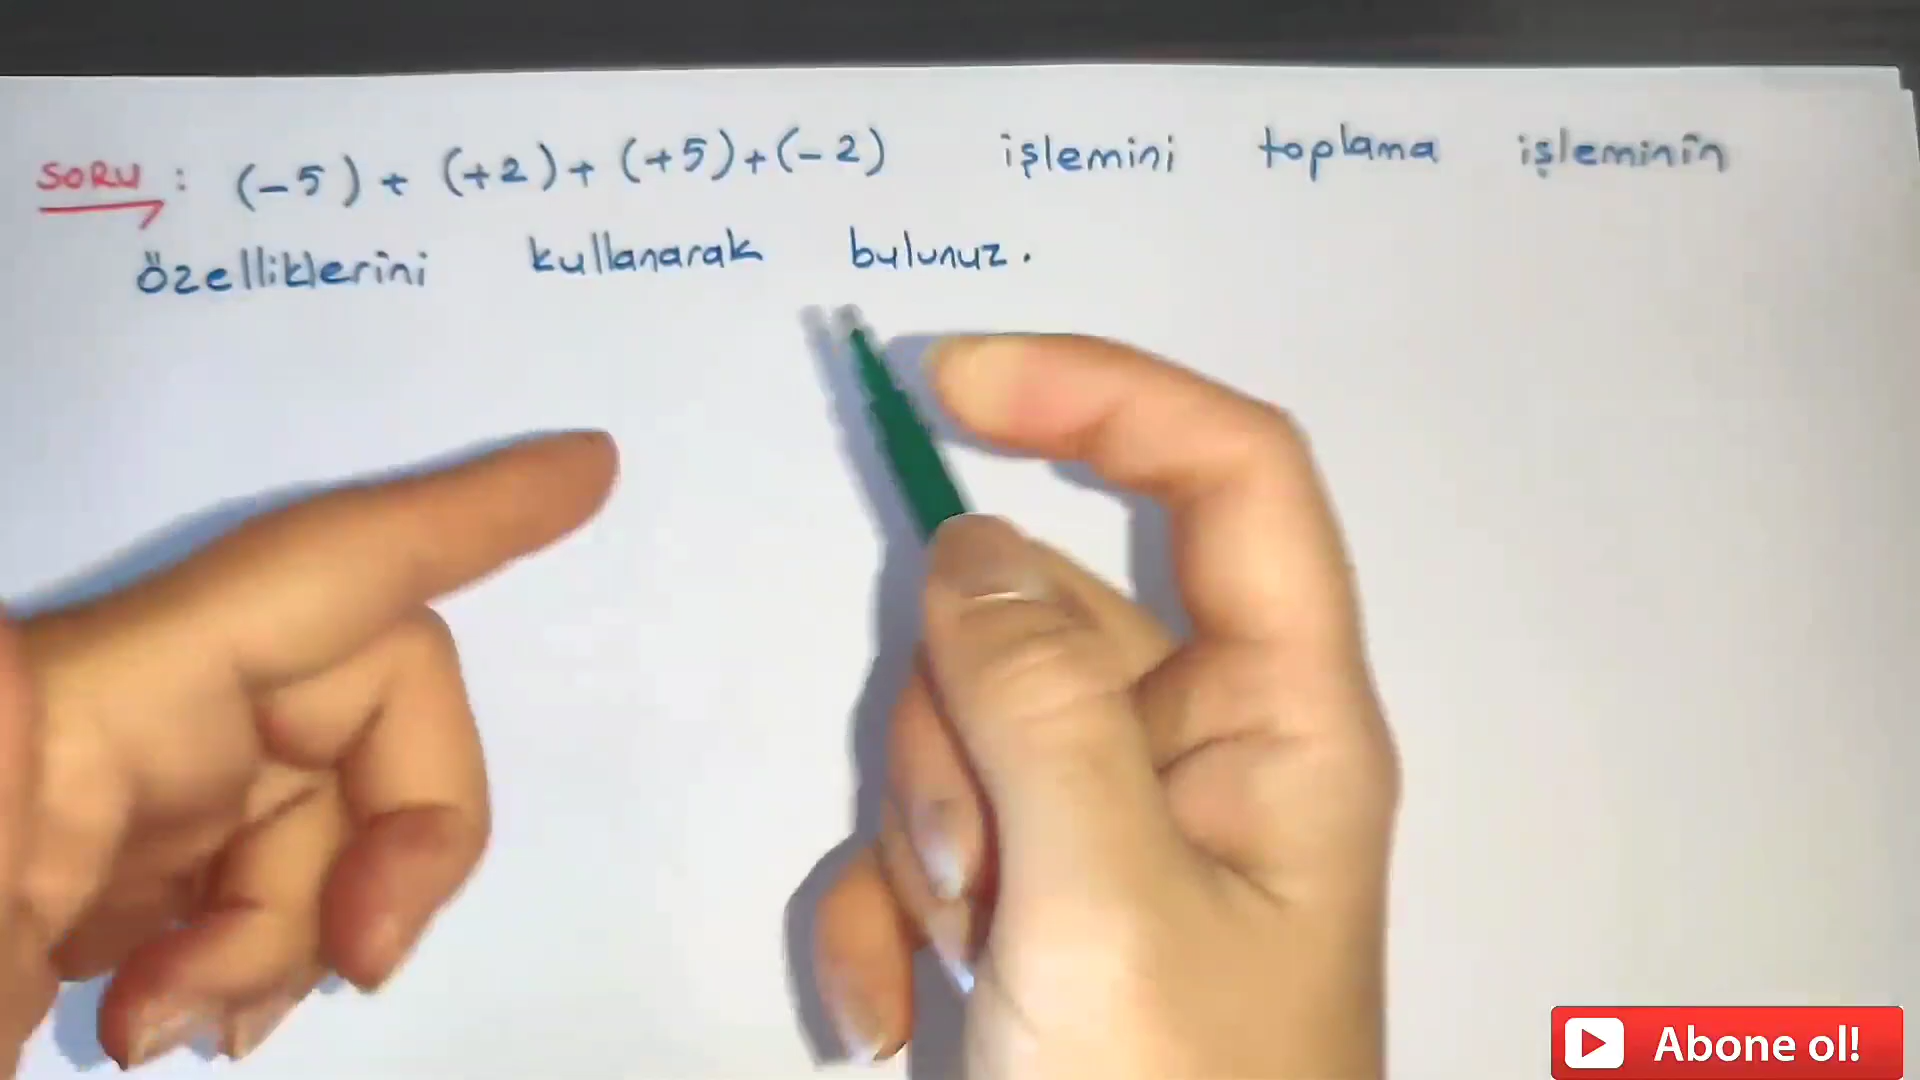 SORU : (-5) + (+2) + (+5) + (-2) işlemini toplama işleminin
özelliklerini kullanarak bulunuz.
Abone ol!